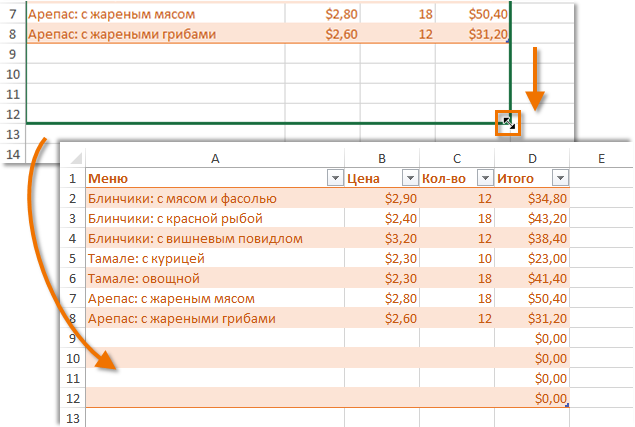 7 Арепас: с жареным мясом $2,80 18 $50,40
8 Арепас: с жареными грибами $2,60 12 $31,20
9
10
11
12
13
14
A B C D E
1 Меню Цена Кол-во Итого
2 Блинчики: с мясом и фасолью $2,90 12 $34,80
3 Блинчики: с красной рыбой $2,40 18 $43,20
4 Блинчики: с вишневым повидлом $3,20 12 $38,40
5 Тамале: с курицей $2,30 10 $23,00
6 Тамале: овощной $2,30 18 $41,40
7 Арепас: с жареным мясом $2,80 18 $50,40
8 Арепас: с жареными грибами $2,60 12 $31,20
9 $0,00
10 $0,00
11 $0,00
12 $0,00
13